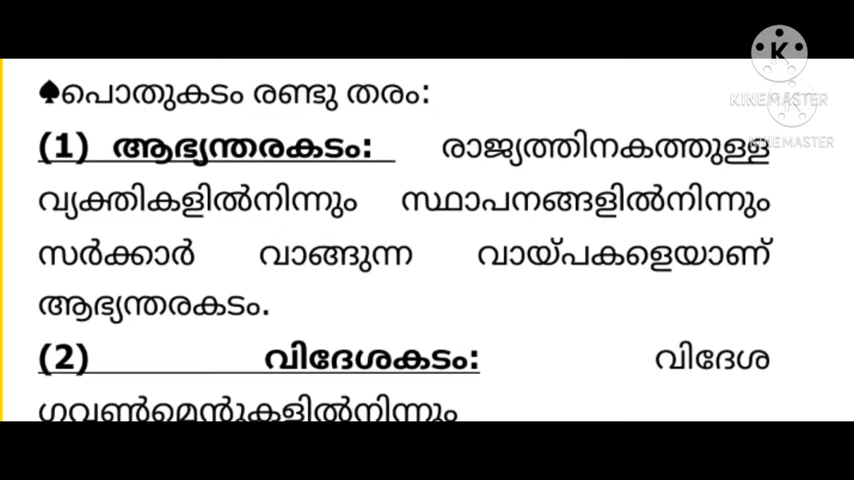 ♠പൊതുകടം രണ്ടു തരം:
(1) ആഭ്യന്തരകടം: രാജ്യത്തിനകത്തുള്ള
വ്യക്തികളിൽനിന്നും സ്ഥാപനങ്ങളിൽനിന്നും
സർക്കാർ വാങ്ങുന്ന വായ്പകളെയാണ്
ആഭ്യന്തരകടം.
(2) വിദേശകടം: വിദേശ
ഗവൺമെൻറുകളിൽനിന്നും
K
KINEMASTER
KINEMASTER